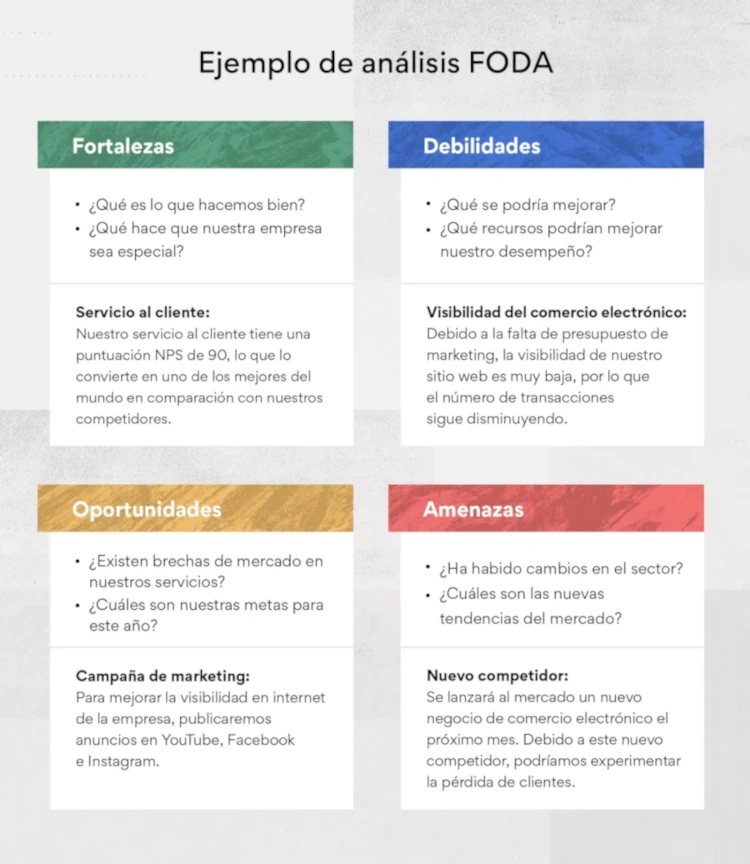 Ejemplo de análisis FODA
Fortalezas
• ¿Qué es lo que hacemos bien?
• ¿Qué hace que nuestra empresa
sea especial?
Servicio al cliente:
Nuestro servicio al cliente tiene una
puntuación NPS de 90, lo que lo
convierte en uno de los mejores del
mundo en comparación con nuestros
competidores.
Debilidades
• ¿Qué se podría mejorar?
• ¿Qué recursos podrían mejorar
nuestro desempeño?
Visibilidad del comercio electrónico:
Debido a la falta de presupuesto de
marketing, la visibilidad de nuestro
sitio web es muy baja, por lo que
el número de transacciones
sigue disminuyendo.
Oportunidades
• ¿Existen brechas de mercado en
nuestros servicios?
• ¿Cuáles son nuestras metas para
este año?
Campaña de marketing:
Para mejorar la visibilidad en internet
de la empresa, publicaremos
anuncios en YouTube, Facebook
e Instagram.
Amenazas
• ¿Ha habido cambios en el sector?
• ¿Cuáles son las nuevas
tendencias del mercado?
Nuevo competidor:
Se lanzará al mercado un nuevo
negocio de comercio electrónico el
próximo mes. Debido a este nuevo
competidor, podríamos experimentar
la pérdida de clientes.